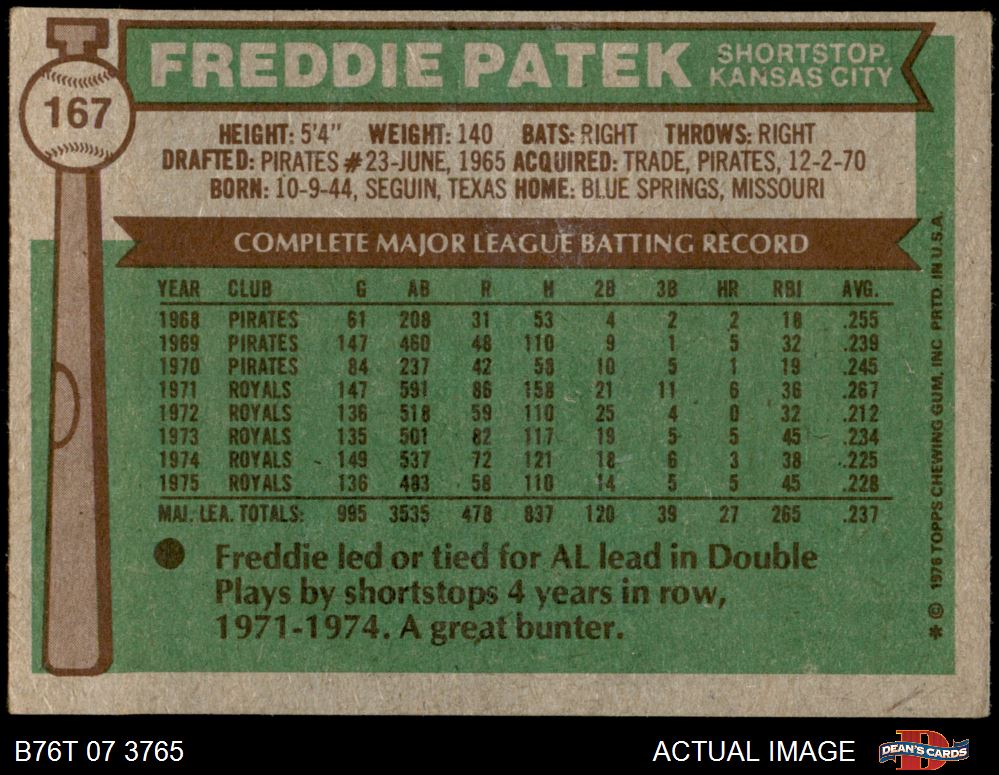 167
FREDDIE PATEK
SHORTSTOP
KANSAS CITY
HEIGHT: 5'4" WEIGHT: 140 BATS: RIGHT THROWS: RIGHT
DRAFTED: PIRATES #23-JUNE, 1965 ACQUIRED: TRADE, PIRATES, 12-2-70
BORN: 10-9-44, SEGUIN, TEXAS HOME: BLUE SPRINGS, MISSOURI
COMPLETE MAJOR LEAGUE BATTING RECORD
YEAR CLUB G AB R H 2B 3B HR RBI AVG.
1968 PIRATES 61 208 31 53 4 2 2 18 .255
1969 PIRATES 147 460 48 110 9 1 5 32 .239
1970 PIRATES 84 237 42 58 10 5 1 19 .245
1971 ROYALS 147 591 86 158 21 11 6 36 .267
1972 ROYALS 136 518 59 110 25 4 0 32 .212
1973 ROYALS 135 501 82 117 19 5 5 45 .234
1974 ROYALS 149 537 72 121 18 6 3 38 .225
1975 ROYALS 136 483 58 110 14 5 5 45 .228
MAJ. LEA. TOTALS: 995 3535 478 837 120 39 27 265 .237
Freddie led or tied for AL lead in Double
Plays by shortstops 4 years in row,
1971-1974. A great bunter.
* © 1976 TOPPS CHEWING GUM, INC PRTD. IN U.S.A.
B76T 07 3765
ACTUAL IMAGE
D
DEAN'S CARDS